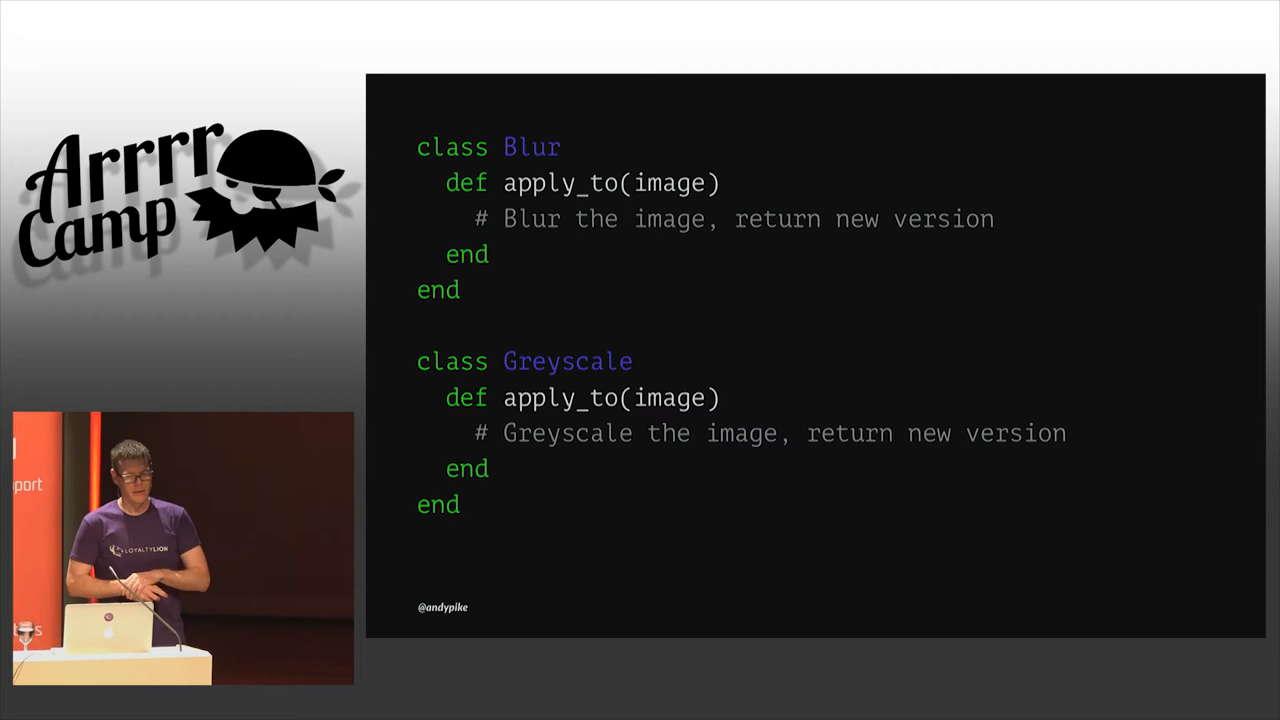 Arrrr
Camp
class Blur
def apply_to(image)
# Blur the image, return new version
end
end
class Greyscale
def apply_to(image)
# Greyscale the image, return new version
end
end
@andypike
port
LOYALTYLION